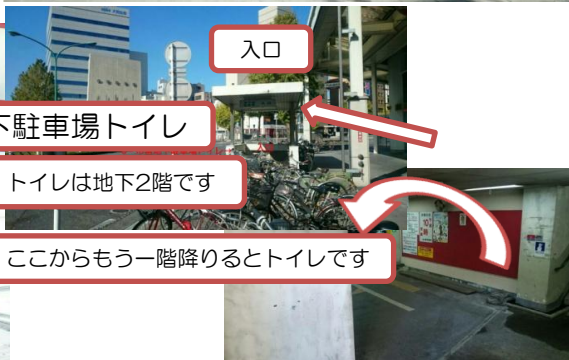 入口
下駐車場トイレ
トイレは地下2階です
ここからもう一階降りるとトイレです